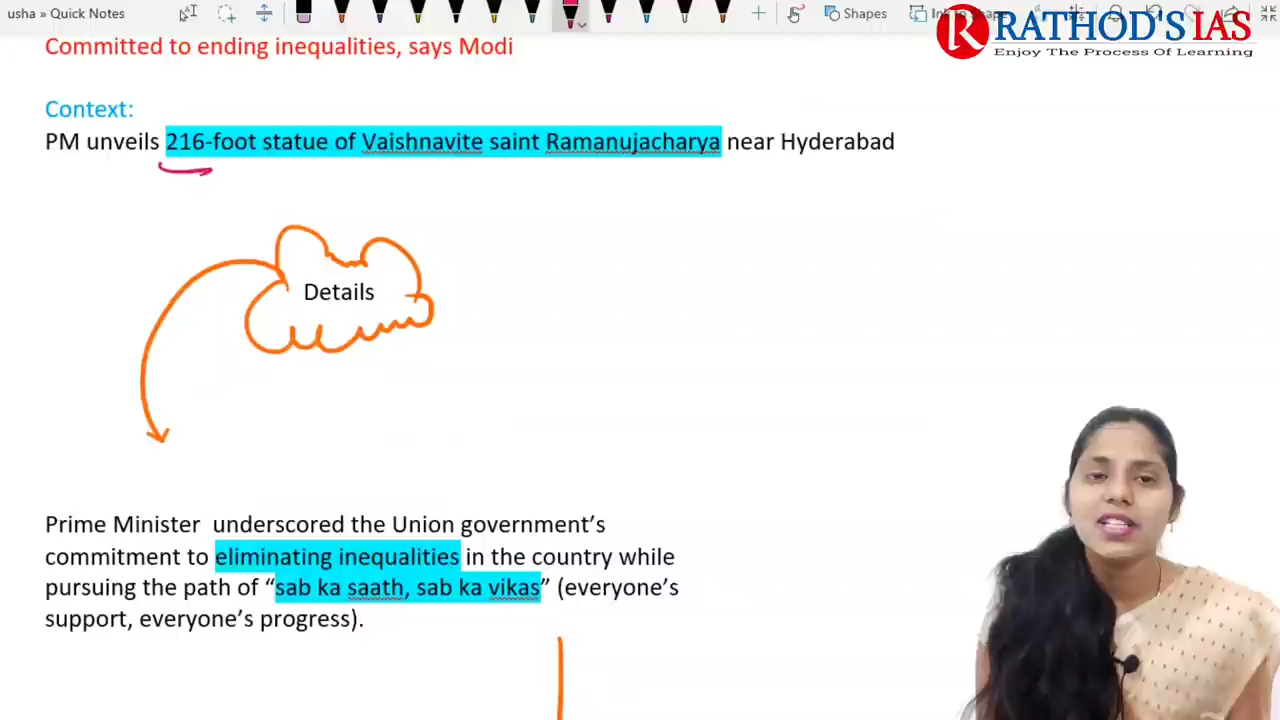 usha » Quick Notes
Shapes
RATHOD'S IAS
Enjoy The Process Of Learning
Committed to ending inequalities, says Modi
Context:
PM unveils 216-foot statue of Vaishnavite saint Ramanujacharya near Hyderabad
Details
Prime Minister underscored the Union government's
commitment to eliminating inequalities in the country while
pursuing the path of “sab ka saath, sab ka vikas” (everyone's
support, everyone's progress).